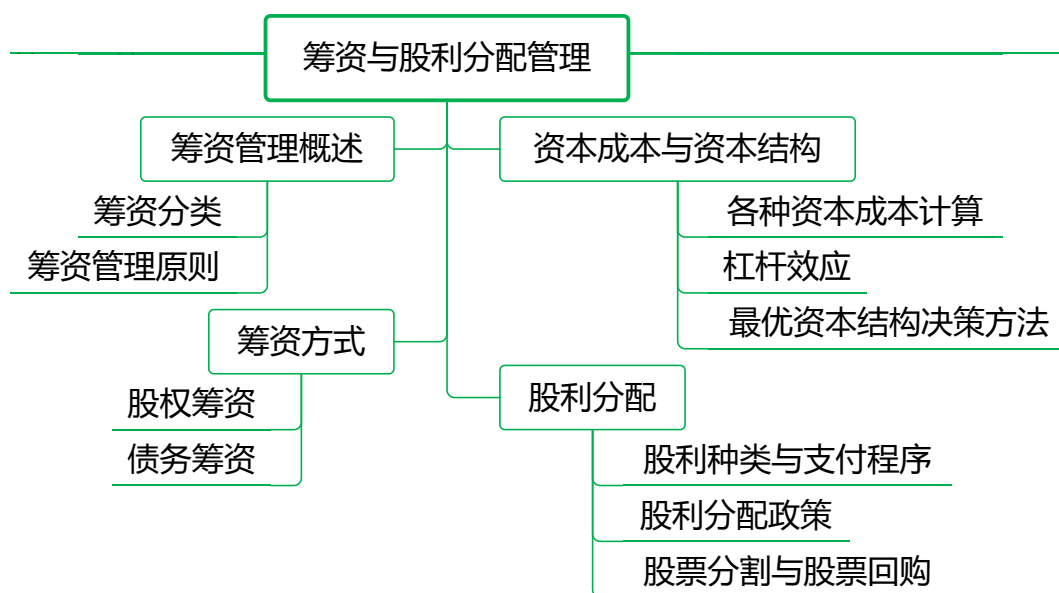 筹资与股利分配管理
筹资管理概述
筹资分类
筹资管理原则
筹资方式
股权筹资
债务筹资
资本成本与资本结构
各种资本成本计算
杠杆效应
最优资本结构决策方法
股利分配
股利种类与支付程序
股利分配政策
股票分割与股票回购